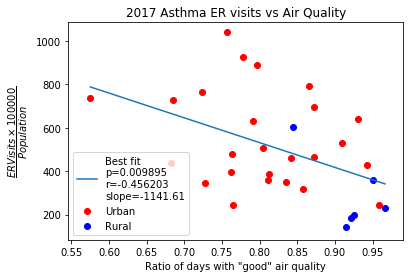 2017 Asthma ER visits vs Air Quality
ERVisits × 100000
Population
1000
800
600
400
200
Best fit
p=0.009895
r=-0.456203
slope=-1141.61
Urban
Rural
0.55 0.60 0.65 0.70 0.75 0.80 0.85 0.90 0.95
Ratio of days with "good" air quality